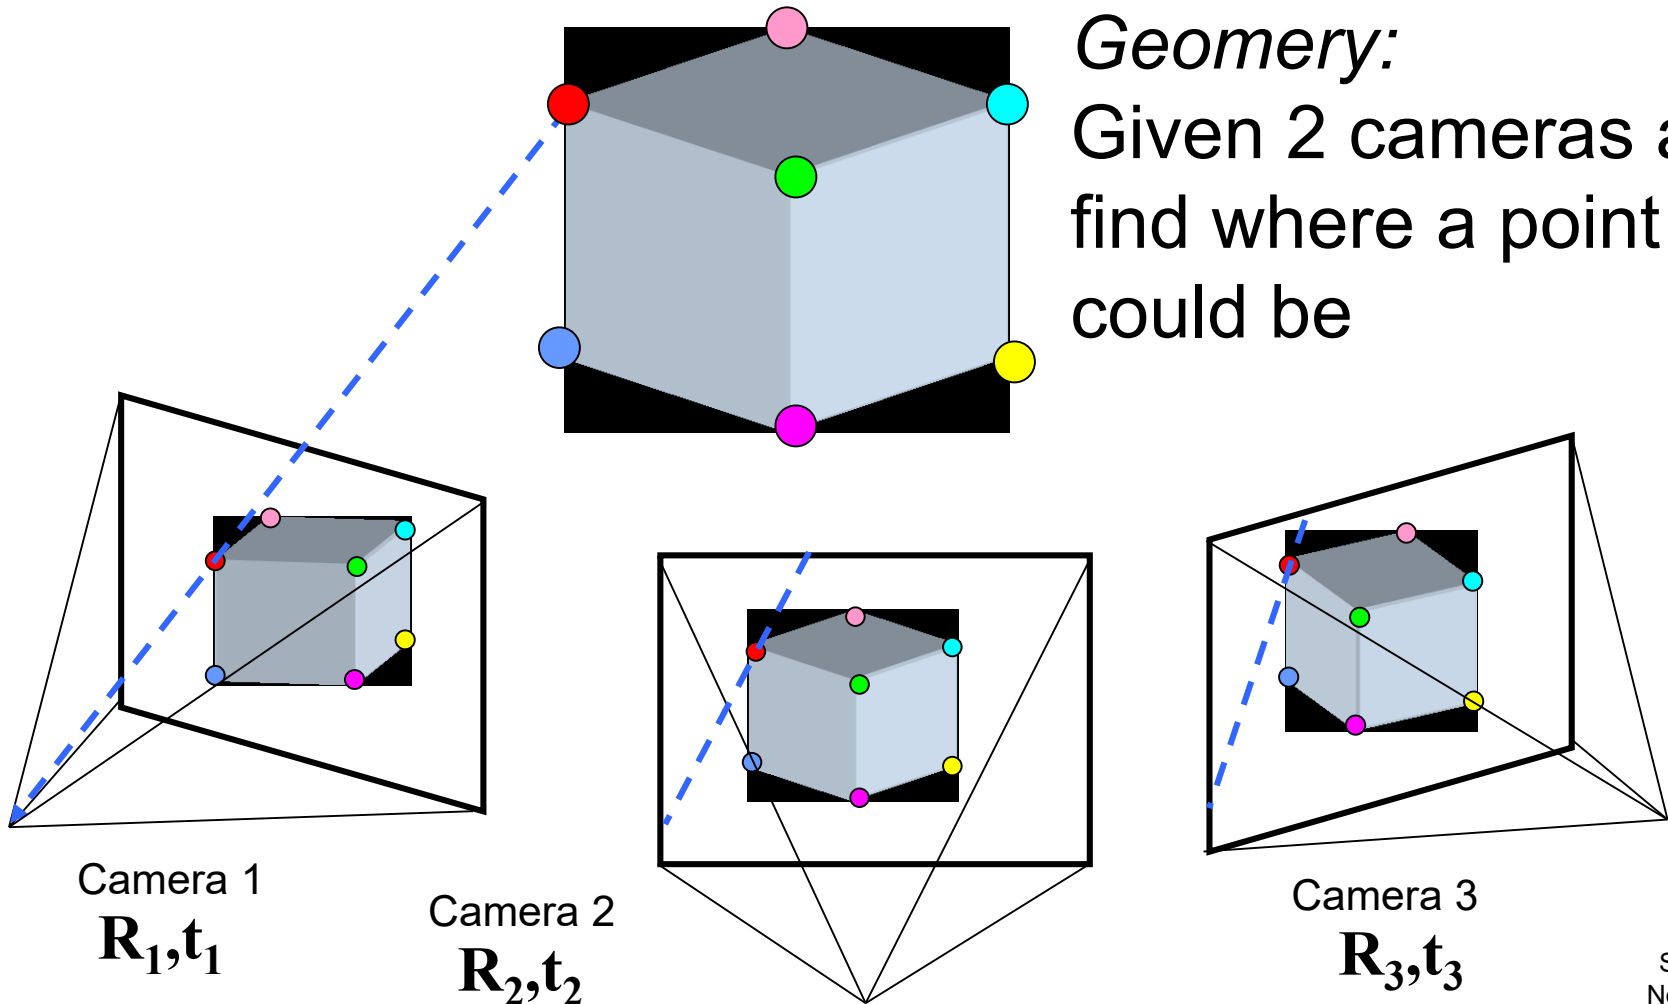 Geomery:
Given 2 cameras a
find where a point
could be
Camera 1
R1,t1
Camera 2
R2,t2
Camera 3
R3,t3